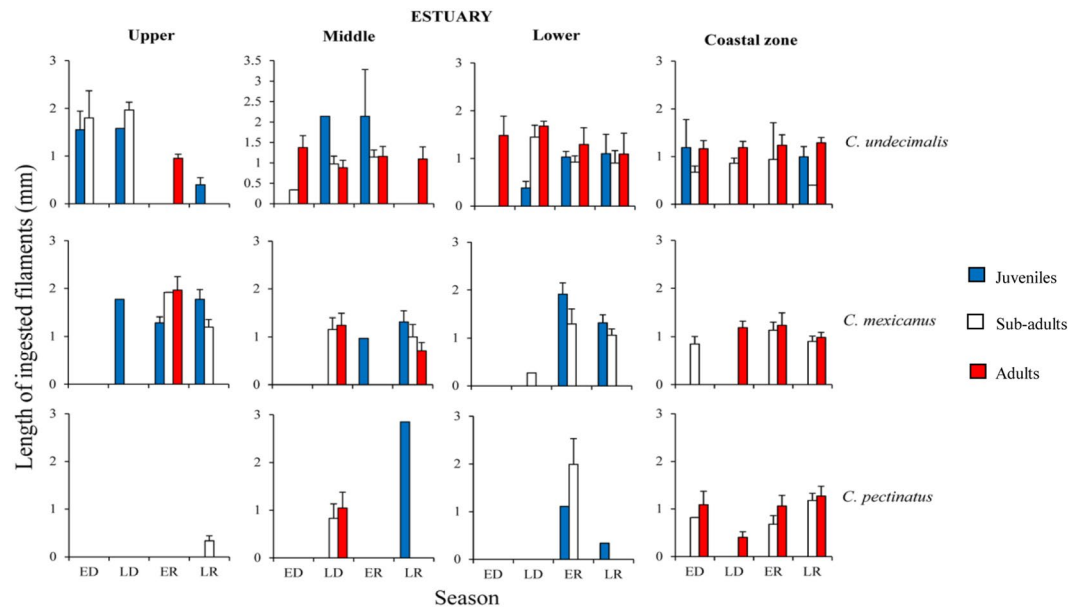 ESTUARY
Upper Middle Lower Coastal zone
Length of ingested filaments (mm)
3 2 1 0
3.5 3 2.5 2 1.5 1 0.5 0
3 2 1 0
3 2 1 0
C. undecimalis
3 2 1 0
3 2 1 0
3 2 1 0
3 2 1 0
C. mexicanus
3 2 1 0
3 2 1 0
3 2 1 0
3 2 1 0
C. pectinatus
Juveniles
Sub-adults
Adults
ED LD ER LR ED LD ER LR ED LD ER LR ED LD ER LR
Season